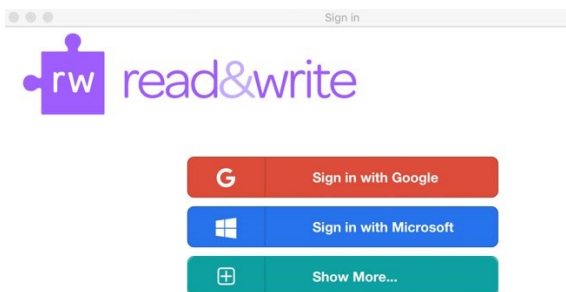 Sign in
rw read&write
G Sign in with Google
Sign in with Microsoft
Show More...